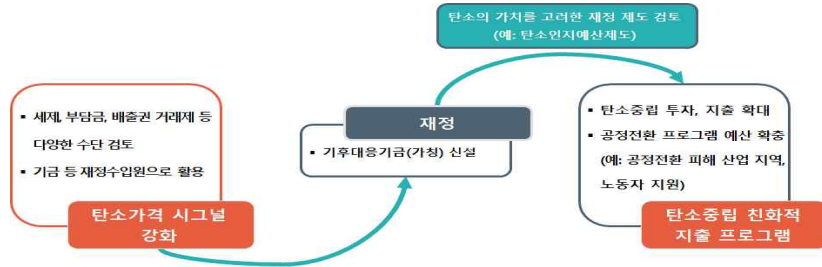 탄소의 가치를 고려한 재정 제도 검토
(예: 탄소인지예산제도)
▪ 세제, 부담금, 배출권 거래제 등
다양한 수단 검토
▪ 기금 등 재정수입원으로 활용
탄소가격 시그널
강화
재정
▪ 기후대응기금(가칭) 신설
▪ 탄소중립 투자, 지출 확대
▪ 공정전환 프로그램 예산 확충
(예: 공정전환 피해 산업 지역,
노동자 지원)
탄소중립 친화적
지출 프로그램